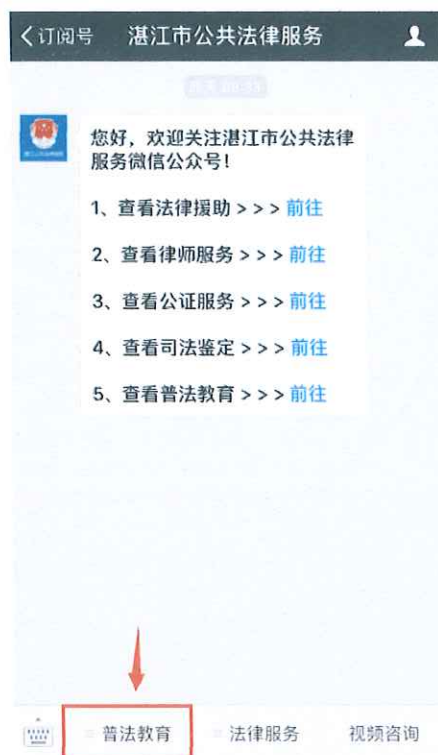 订阅号 湛江市公共法律服务
您好，欢迎关注湛江市公共法律
服务微信公众号！
1、查看法律援助＞＞＞前往
2、查看律师服务＞＞＞前往
3、查看公证服务＞＞＞前往
4、查看司法鉴定＞＞＞前往
5、查看普法教育＞＞＞前往
普法教育 法律服务 视频咨询